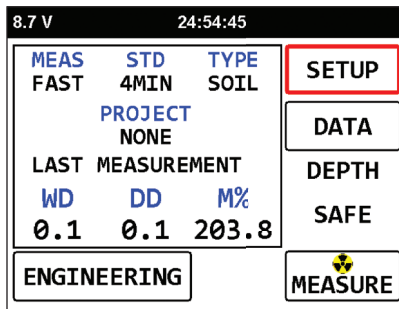 8.7 V 24:54:45
MEAS STD TYPE
FAST 4MIN SOIL
PROJECT
NONE
LAST MEASUREMENT
WD DD M%
0.1 0.1 203.8
SETUP
DATA
DEPTH
SAFE
ENGINEERING
MEASURE